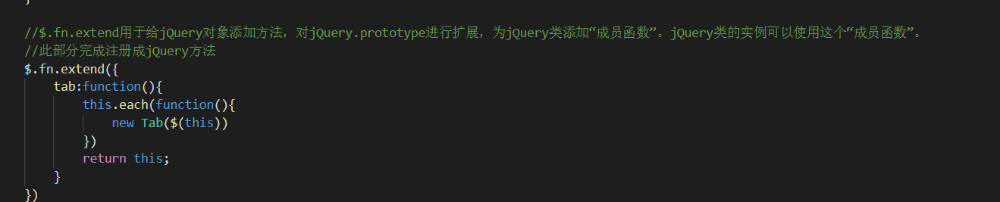 }
//$.fn.extend用于给jQuery对象添加方法，对jQuery.prototype进行扩展，为jQuery类添加“成员函数”。jQuery类的实例可以使用这个“成员函数”。
//此部分完成注册成jQuery方法
$.fn.extend({
tab:function(){
this.each(function(){
new Tab($(this))
})
return this;
}
})